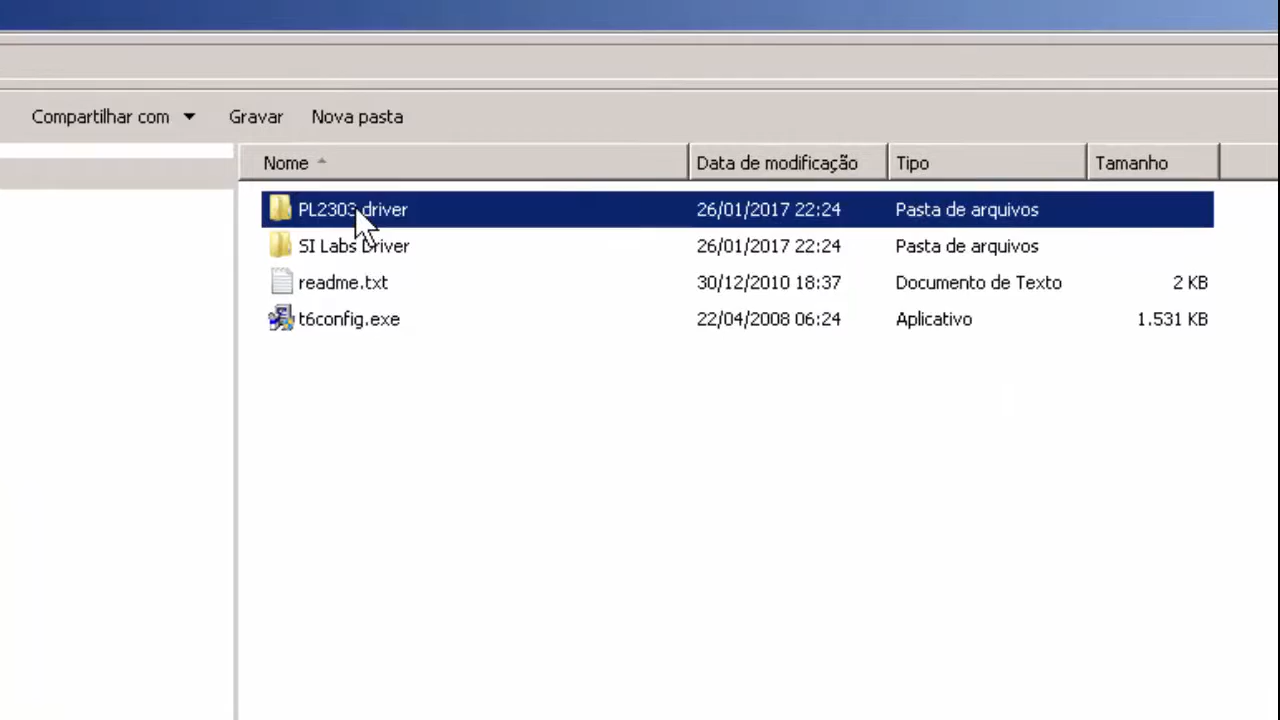 Compartilhar com Gravar Nova pasta
Nome Data de modificação Tipo Tamanho
PL2303 driver 26/01/2017 22:24 Pasta de arquivos
SI Labs Driver 26/01/2017 22:24 Pasta de arquivos
readme.txt 30/12/2010 18:37 Documento de Texto 2 KB
t6config.exe 22/04/2008 06:24 Aplicativo 1.531 KB